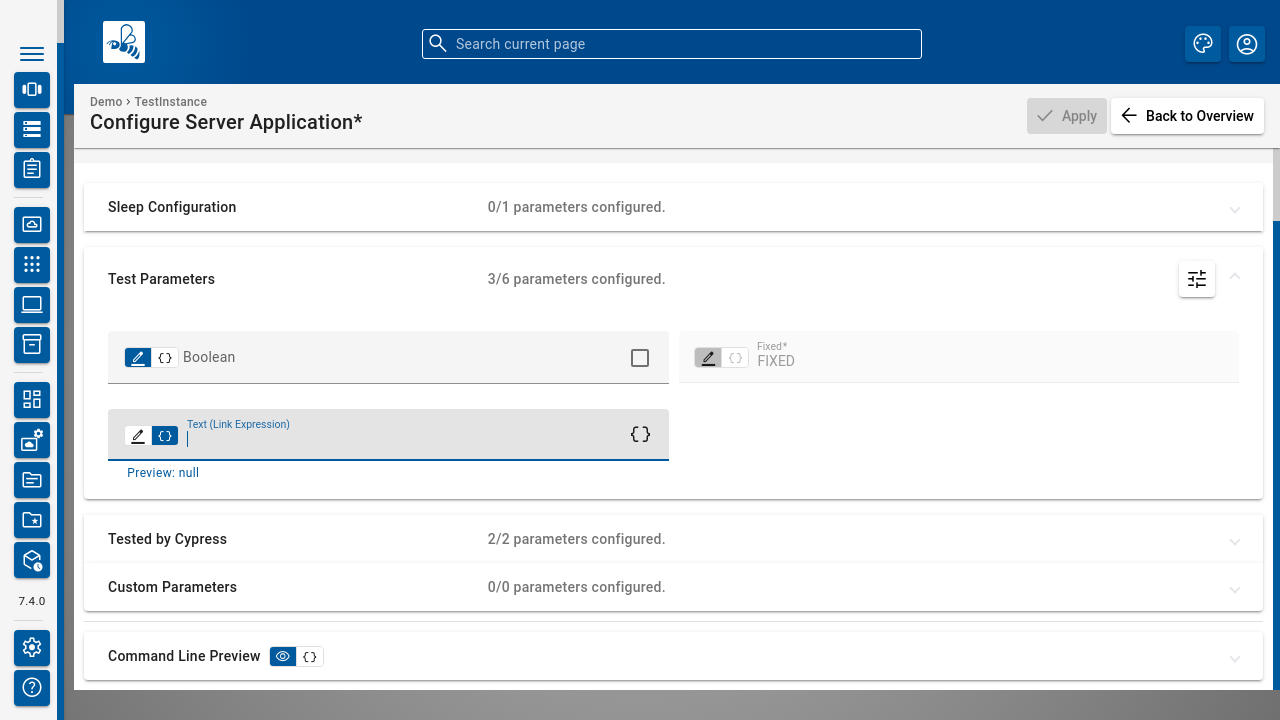 Search current page
Demo › TestInstance
Configure Server Application*
Apply
Back to Overview
Sleep Configuration
0/1 parameters configured.
Test Parameters
3/6 parameters configured.
Boolean
Fixed*
FIXED
Text (Link Expression)
Preview: null
Tested by Cypress
2/2 parameters configured.
Custom Parameters
0/0 parameters configured.
7.4.0
Command Line Preview